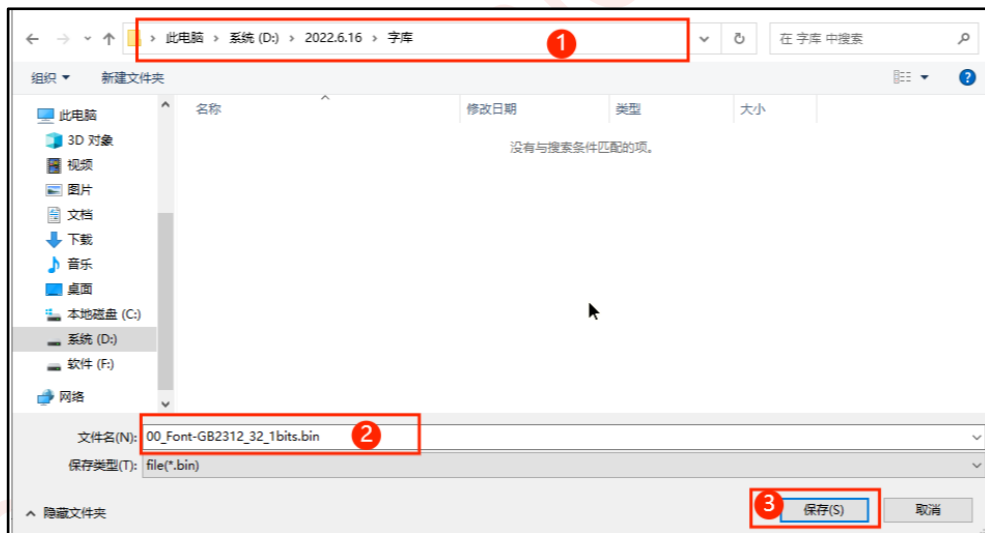 此电脑 › 系统 (D:) › 2022.6.16 › 字库
1
在 字库 中搜索
组织
新建文件夹
名称
修改日期
类型
大小
没有与搜索条件匹配的项。
此电脑
3D 对象
视频
图片
文档
下载
音乐
桌面
本地磁盘 (C:)
系统 (D:)
软件 (F:)
网络
文件名(N): 00_Font-GB2312_32_1bits.bin
2
保存类型(T): file(*.bin)
隐藏文件夹
3
保存(S)
取消